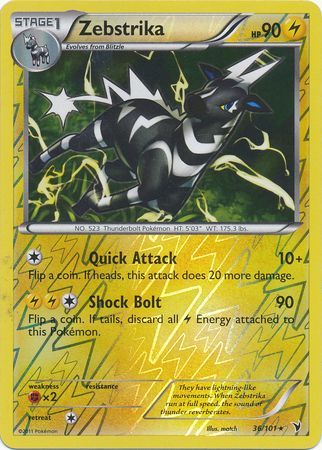 STAGE1 Zebstrika HP90
Evolves from Blitzle
NO. 523 Thunderbolt Pokémon HT: 5'03" WT: 175.3 lbs.
Quick Attack 10+
Flip a coin. If heads, this attack does 20 more damage.
Shock Bolt 90
Flip a coin. If tails, discard all Energy attached to
this Pokémon.
weakness resistance
×2
retreat
They have lightning-like
movements. When Zebstrika
run at full speed, the sound of
thunder reverberates.
©2011 Pokémon Illus. match 36/101★